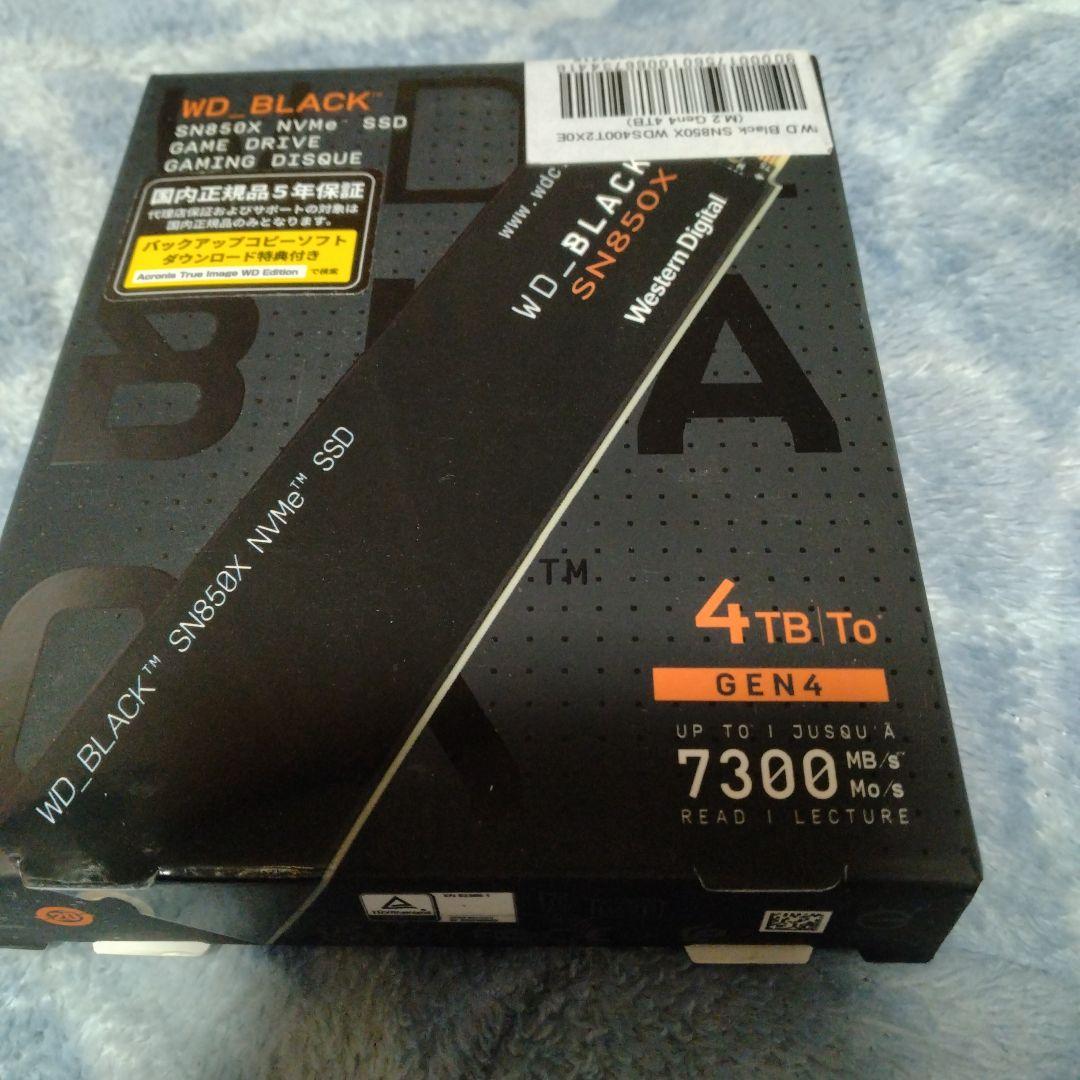 WD_BLACK™
SN850X NVMe™ SSD
GAME DRIVE
GAMING DISQUE
国内正規品5年保証
代理店保証およびサポートの対象は
国内正規品のみとなります。
バックアップコピーソフト
ダウンロード特典付き
Acronis True Image WD Edition で検索
WD Black SN850X WDS400T2X0E
(M.2 Gen4 4TB)
www.wdc
WD_BLACK
SN850X
Western Digital
WD_BLACK™ SN850X NVMe™ SSD
BLACK
™
4TB|To*
GEN4
UP TO | JUSQU'À
7300 MB/s**
Mo/s
READ | LECTURE